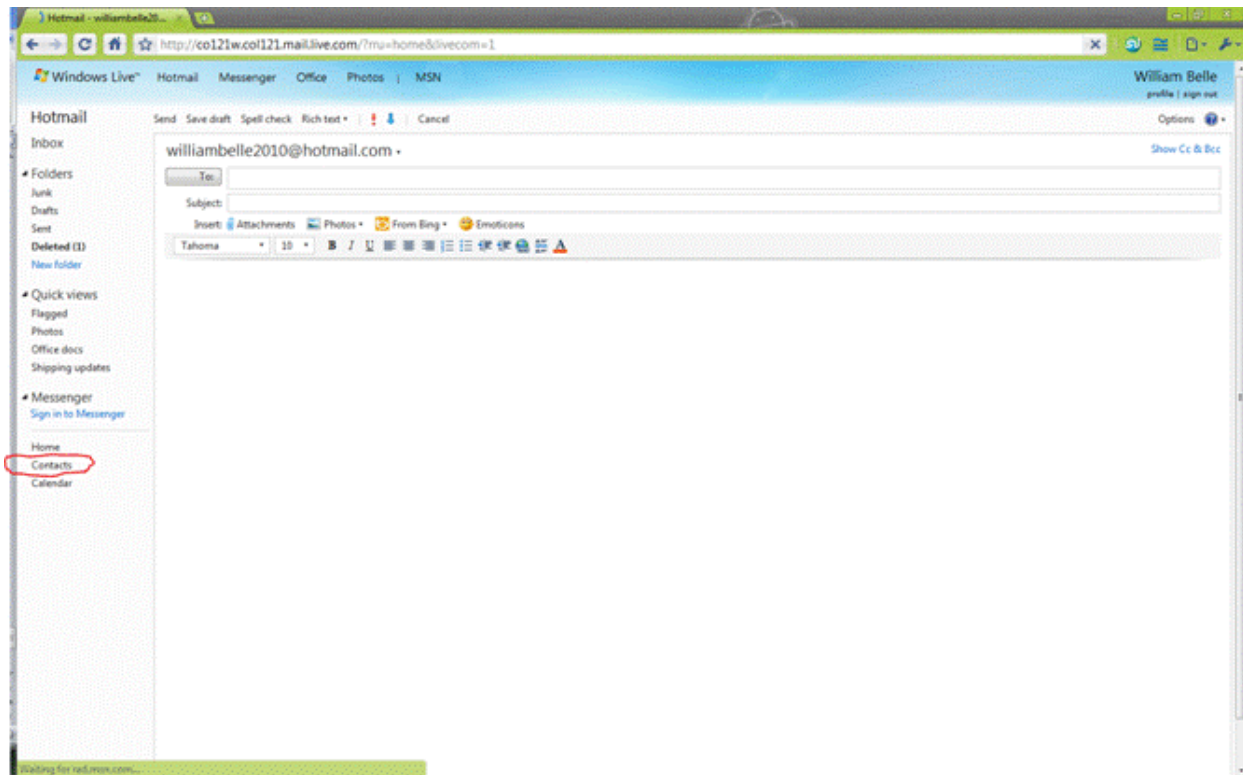 Hotmail - williambelle20...
http://co121w.col121.mail.live.com/?rru=home&livecom=1
Windows Live™ Hotmail Messenger Office Photos | MSN
William Belle
profile | sign out
Hotmail
Send Save draft Spell check Rich text Cancel
Options
Inbox
williambelle2010@hotmail.com
Show Cc & Bcc
Folders
To:
Junk
Drafts
Subject:
Sent
Insert: Attachments Photos From Bing Emoticons
Deleted (1)
Tahoma 10 B I U A
New folder
Quick views
Flagged
Photos
Office docs
Shipping updates
Messenger
Sign in to Messenger
Home
Contacts
Calendar
Waiting for rad.msn.com...